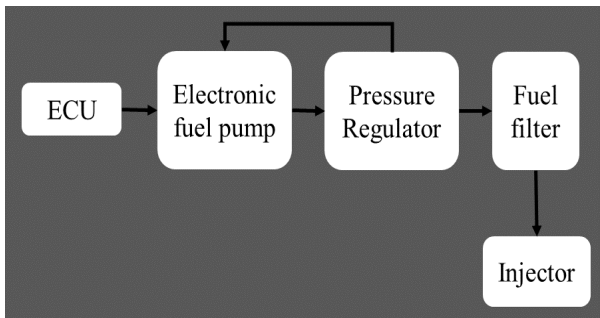 ECU
Electronic
fuel pump
Pressure
Regulator
Fuel
filter
Injector